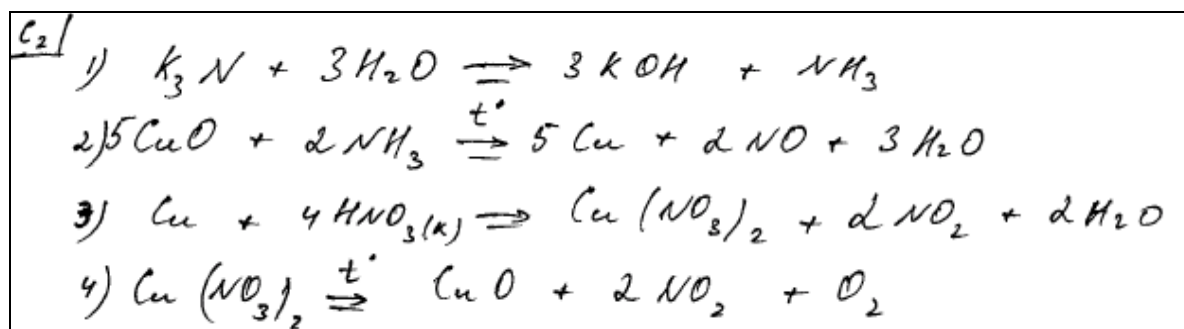 C₂
1) K₃N + 3H₂O ⇒ 3KOH + NH₃
2) 5CuO + 2NH₃ =t°⇒ 5Cu + 2NO + 3H₂O
3) Cu + 4HNO₃(к) ⇒ Cu(NO₃)₂ + 2NO₂ + 2H₂O
4) Cu(NO₃)₂ =t°⇒ CuO + 2NO₂ + O₂